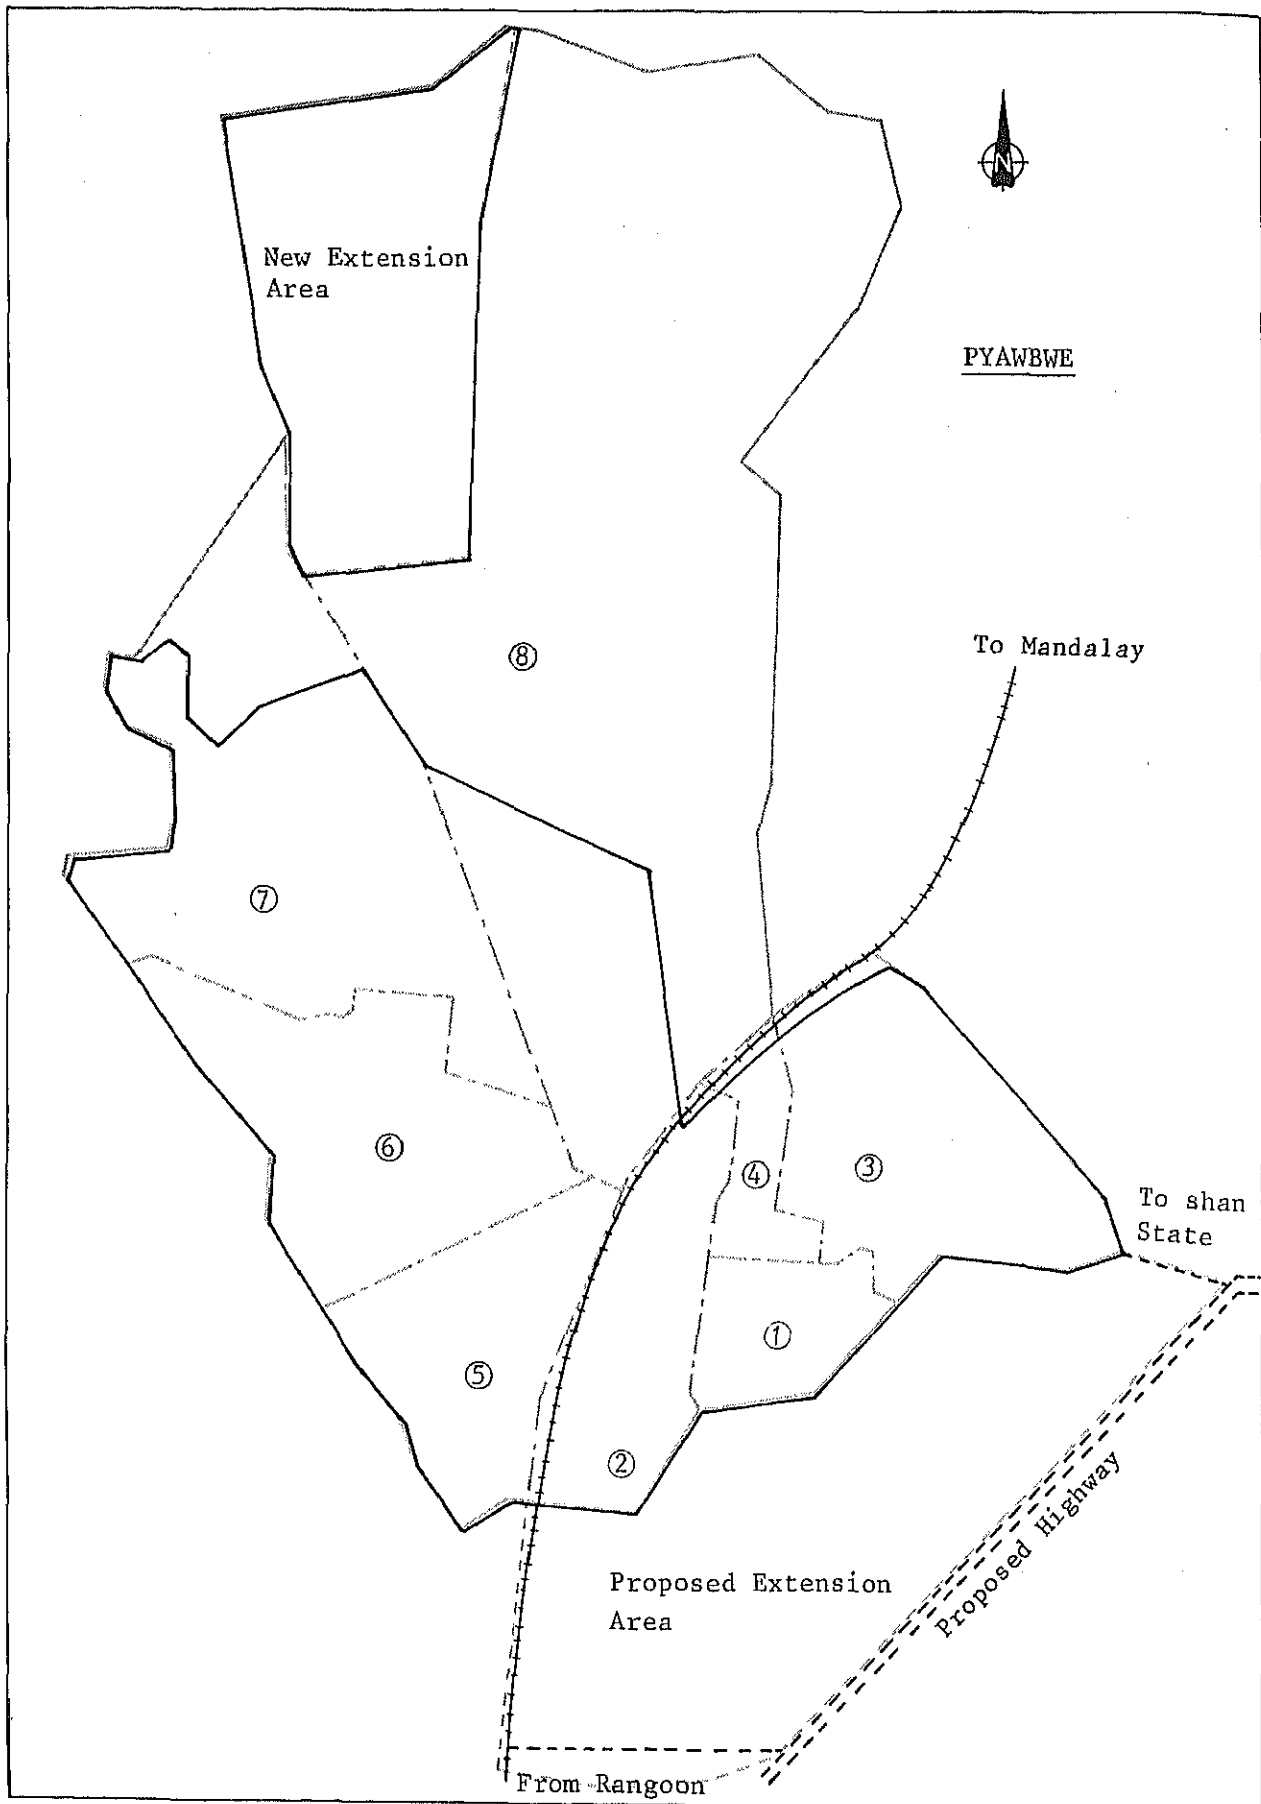 N
New Extension
Area
PYAWBWE
⑧
To Mandalay
⑦
⑥
④
③
To shan
State
①
⑤
②
Proposed Highway
Proposed Extension
Area
From Rangoon